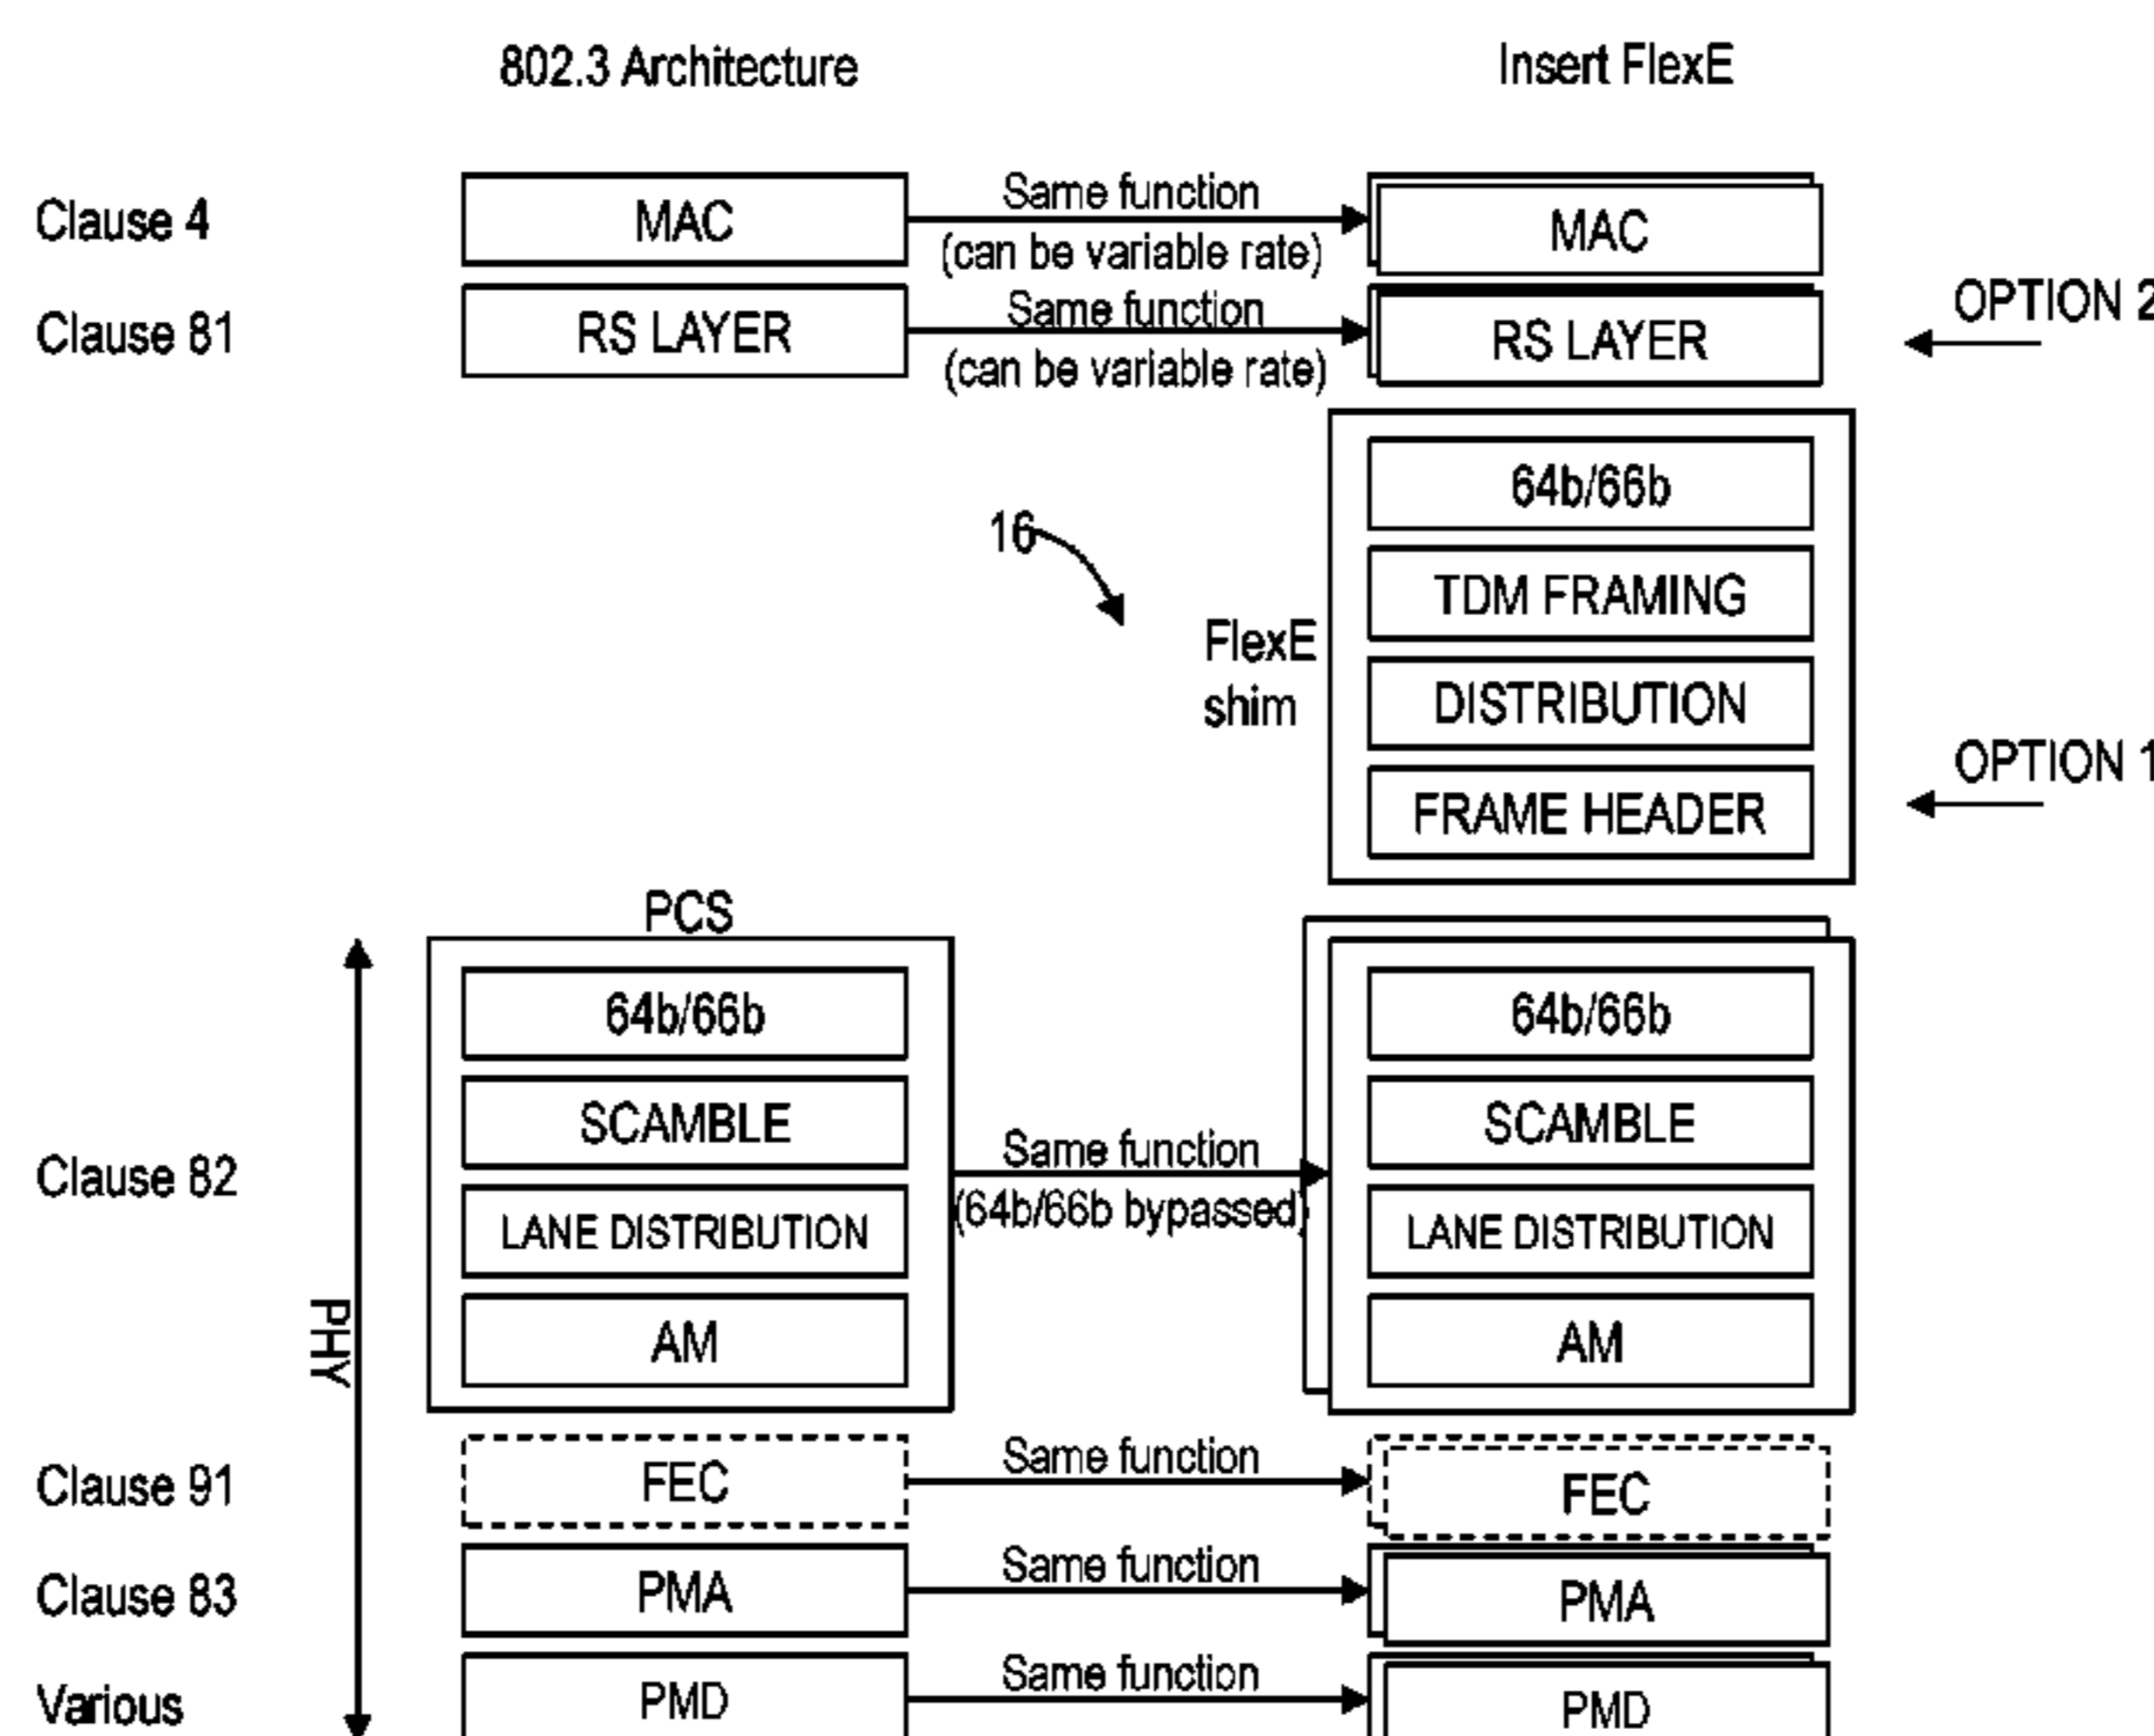 802.3 Architecture
Insert FlexE
Clause 4
MAC
Same function
(can be variable rate)
MAC
Clause 81
RS LAYER
Same function
(can be variable rate)
RS LAYER
OPTION 2
64b/66b
16
TDM FRAMING
FlexE
shim
DISTRIBUTION
OPTION 1
FRAME HEADER
PCS
64b/66b
64b/66b
SCAMBLE
SCAMBLE
Clause 82
Same function
(64b/66b bypassed)
LANE DISTRIBUTION
LANE DISTRIBUTION
PHY
AM
AM
Clause 91
FEC
Same function
FEC
Clause 83
PMA
Same function
PMA
Various
PMD
Same function
PMD